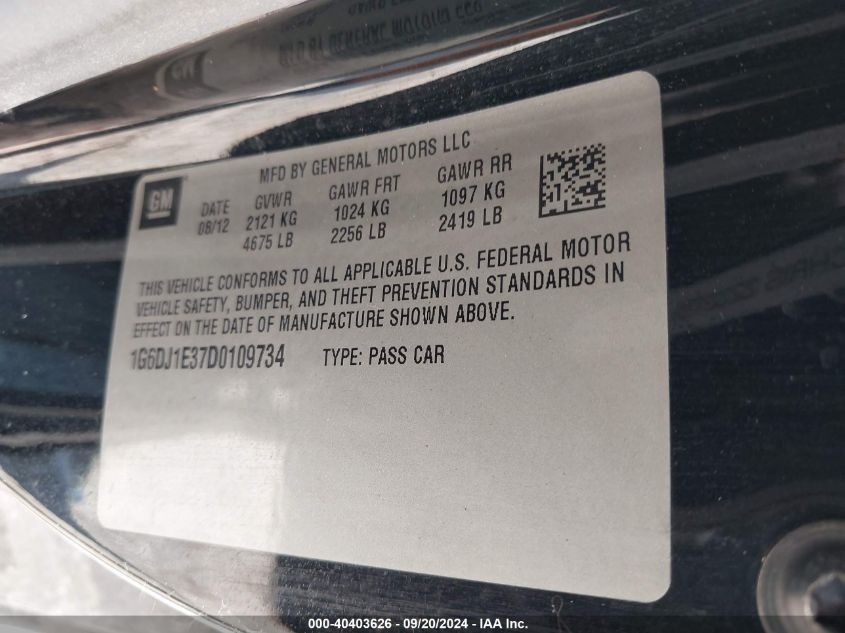 MFD BY GENERAL MOTORS LLC
GM
DATE GVWR GAWR FRT GAWR RR
08/12 2121 KG 1024 KG 1097 KG
4675 LB 2256 LB 2419 LB
THIS VEHICLE CONFORMS TO ALL APPLICABLE U.S. FEDERAL MOTOR
VEHICLE SAFETY, BUMPER, AND THEFT PREVENTION STANDARDS IN
EFFECT ON THE DATE OF MANUFACTURE SHOWN ABOVE.
1G6DJ1E37D0109734 TYPE: PASS CAR
000-40403626 - 09/20/2024 - IAA Inc.